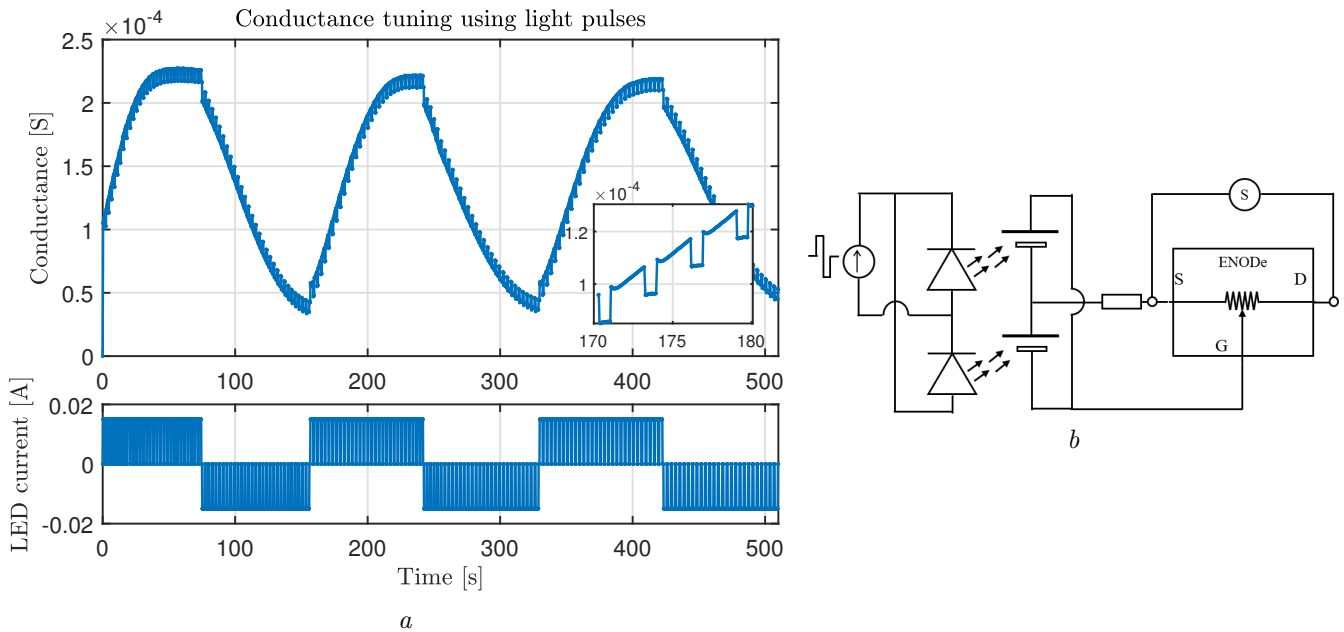 Conductance tuning using light pulses
×10⁻⁴
Conductance [S]
2.5
2
1.5
1
0.5
0
0 100 200 300 400 500
×10⁻⁴
1.2
1
170 175 180
LED current [A]
0.02
0
-0.02
0 100 200 300 400 500
Time [s]
a
S
ENODe
S D
G
b